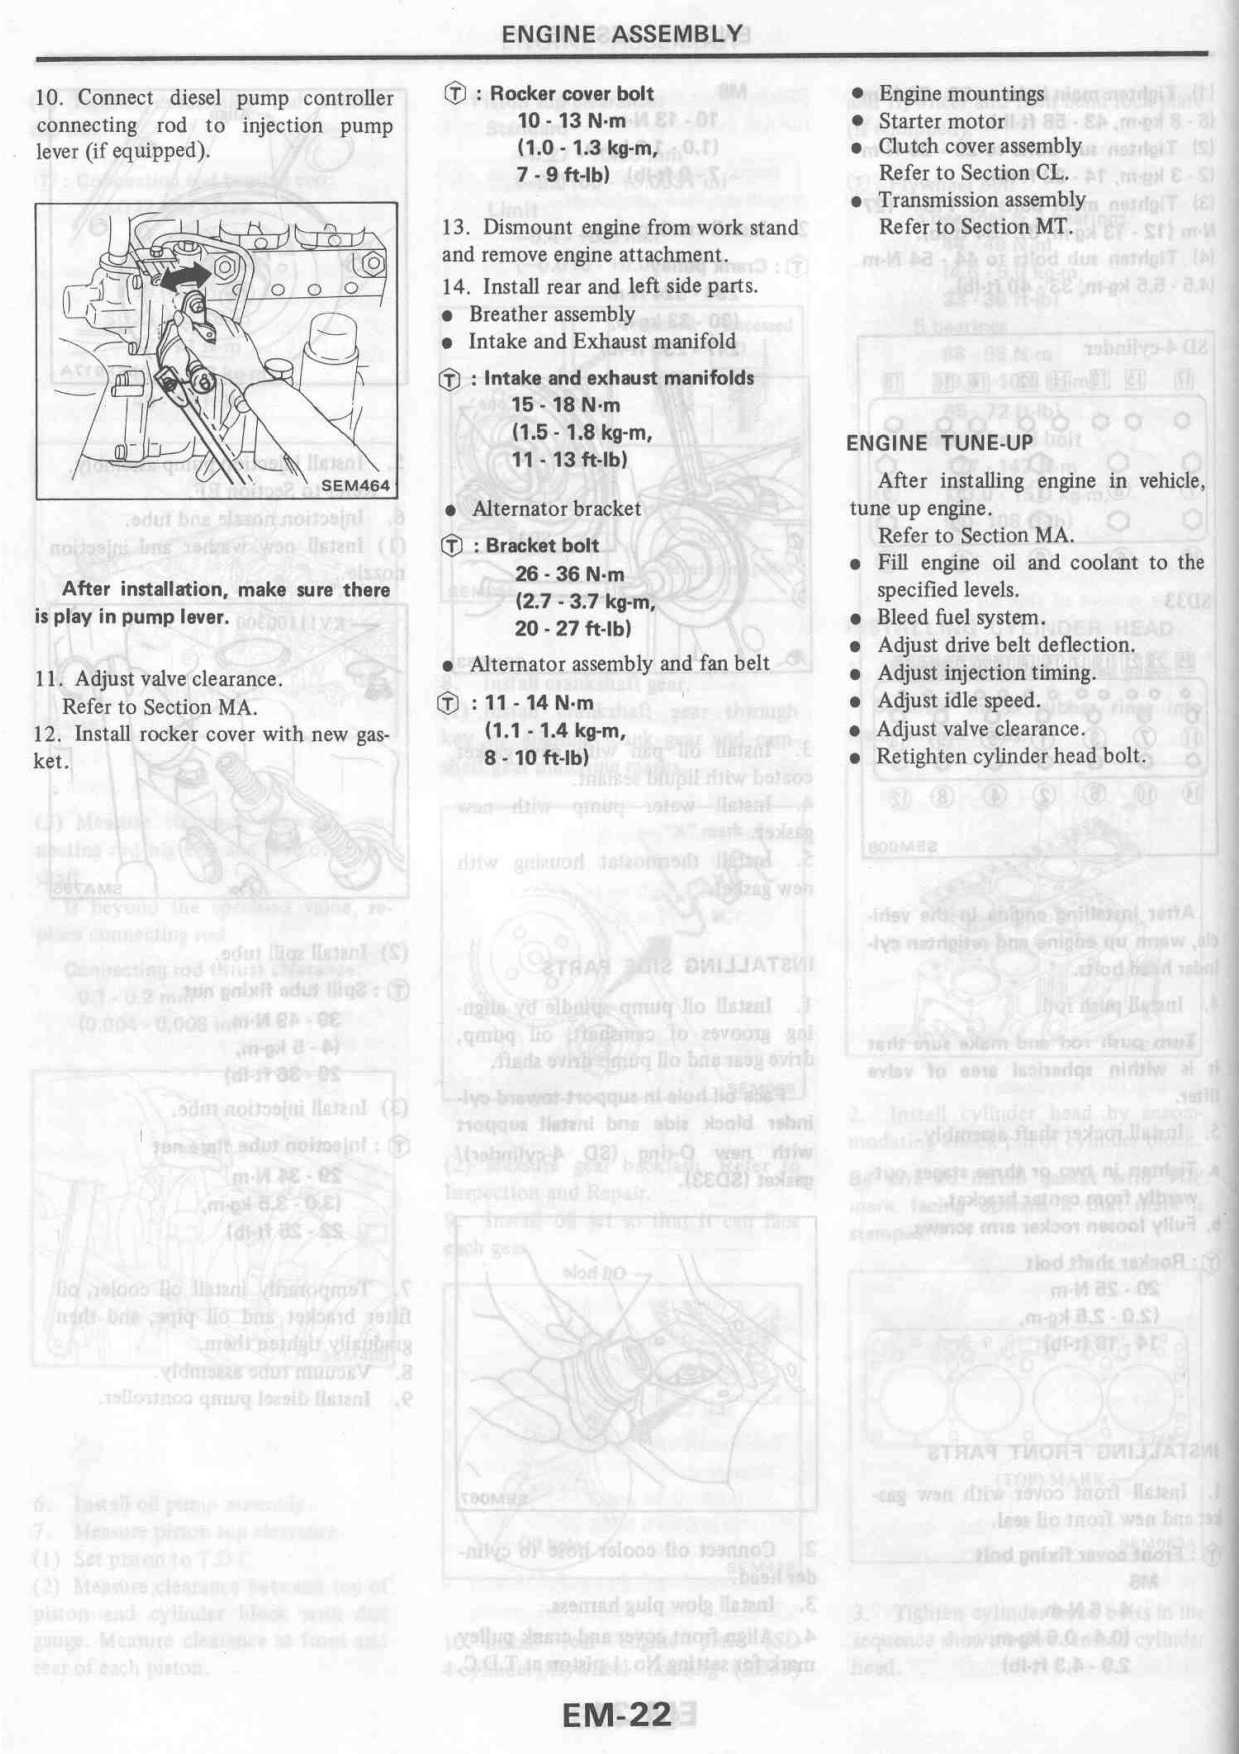 ENGINE ASSEMBLY
10. Connect diesel pump controller
connecting rod to injection pump
lever (if equipped).
SEM464
After installation, make sure there
is play in pump lever.
11. Adjust valve clearance.
Refer to Section MA.
12. Install rocker cover with new gas-
ket.
Ⓣ : Rocker cover bolt
10 - 13 N·m
(1.0 - 1.3 kg-m,
7 - 9 ft-lb)
13. Dismount engine from work stand
and remove engine attachment.
14. Install rear and left side parts.
● Breather assembly
● Intake and Exhaust manifold
Ⓣ : Intake and exhaust manifolds
15 - 18 N·m
(1.5 - 1.8 kg-m,
11 - 13 ft-lb)
● Alternator bracket
Ⓣ : Bracket bolt
26 - 36 N·m
(2.7 - 3.7 kg-m,
20 - 27 ft-lb)
● Alternator assembly and fan belt
Ⓣ : 11 - 14 N·m
(1.1 - 1.4 kg-m,
8 - 10 ft-lb)
● Engine mountings
● Starter motor
● Clutch cover assembly
Refer to Section CL.
● Transmission assembly
Refer to Section MT.
ENGINE TUNE-UP
After installing engine in vehicle,
tune up engine.
Refer to Section MA.
● Fill engine oil and coolant to the
specified levels.
● Bleed fuel system.
● Adjust drive belt deflection.
● Adjust injection timing.
● Adjust idle speed.
● Adjust valve clearance.
● Retighten cylinder head bolt.
EM-22